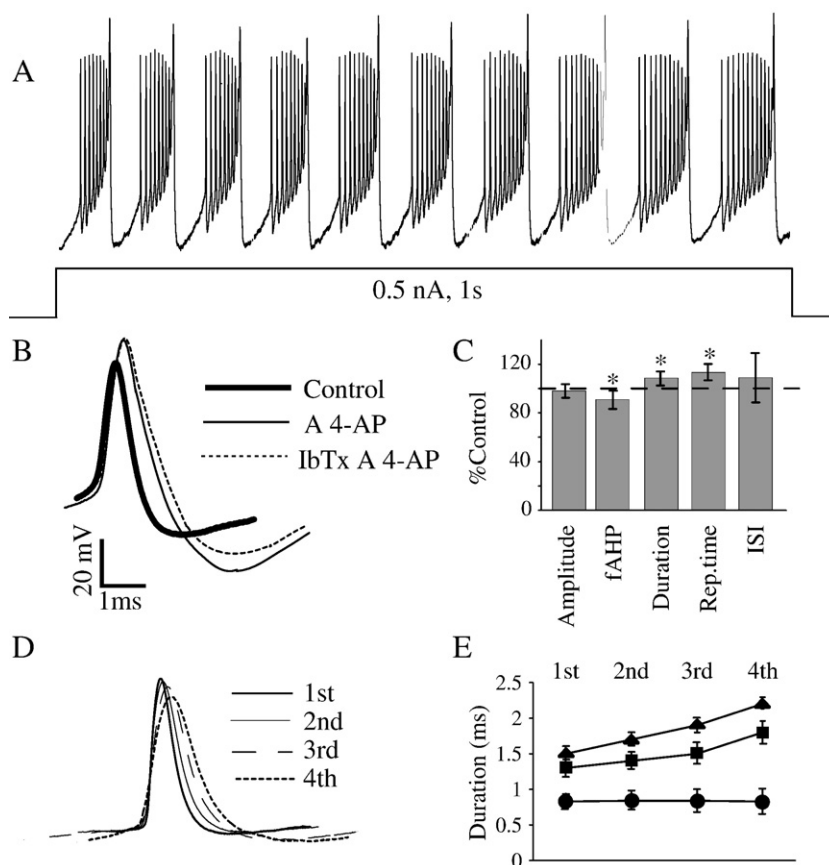 A
0.5 nA, 1s
B
Control
A 4-AP
IbTx A 4-AP
20 mV
1ms
C
%Control
120
80
40
0
* * *
Amplitude
fAHP
Duration
Rep.time
ISI
D
1st
2nd
3rd
4th
E
1st 2nd 3rd 4th
Duration (ms)
2.5
2
1.5
1
0.5
0